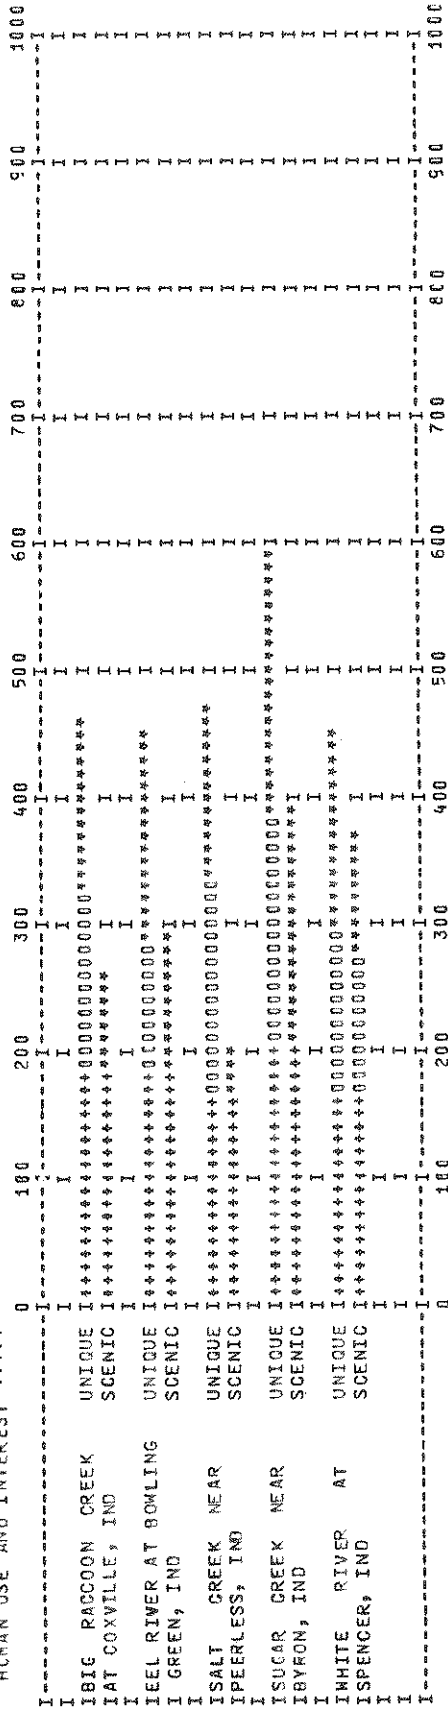 HUMAN USE AND INTEREST
0 100 200 300 400 500 600 700 800 900 1000
BIG RACCOON CREEK UNIQUE
AT COXVILLE, IND SCENIC
EEL RIVER AT BOWLING UNIQUE
GREEN, IND SCENIC
SALT CREEK NEAR UNIQUE
PEERLESS, IND SCENIC
SUGAR CREEK NEAR UNIQUE
BYRON, IND SCENIC
WHITE RIVER AT UNIQUE
SPENCER, IND SCENIC
0 100 200 300 400 500 600 700 800 900 1000